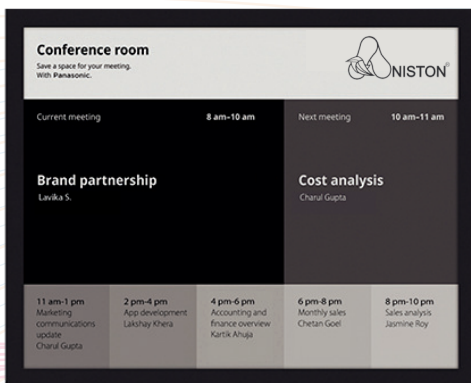 Conference room
Save a space for your meeting.
With Panasonic.
NISTON®
Current meeting
8 am–10 am
Brand partnership
Lavika S.
Next meeting
10 am–11 am
Cost analysis
Charul Gupta
11 am-1 pm
Marketing
communications
update
Charul Gupta
2 pm-4 pm
App development
Lakshay Khera
4 pm-6 pm
Accounting and
finance overview
Kartik Ahuja
6 pm-8 pm
Monthly sales
Chetan Goel
8 pm-10 pm
Sales analysis
Jasmine Roy